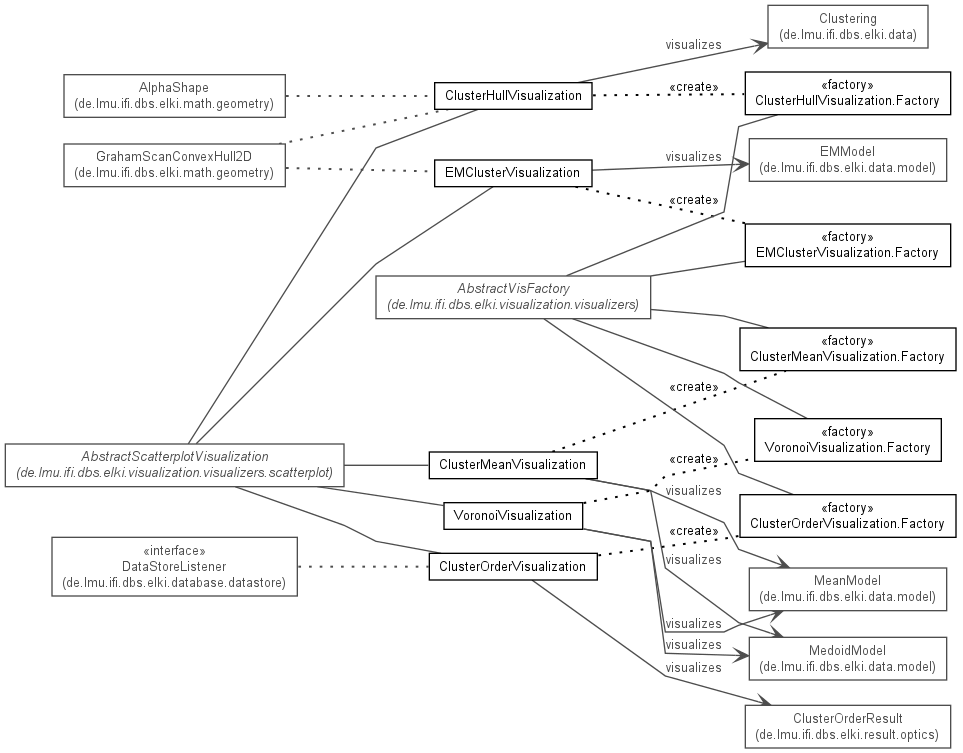 Clustering
(de.lmu.ifi.dbs.elki.data)
visualizes
AlphaShape
(de.lmu.ifi.dbs.elki.math.geometry)
ClusterHullVisualization
«create»
«factory»
ClusterHullVisualization.Factory
GrahamScanConvexHull2D
(de.lmu.ifi.dbs.elki.math.geometry)
EMClusterVisualization
visualizes
EMModel
(de.lmu.ifi.dbs.elki.data.model)
«create»
«factory»
EMClusterVisualization.Factory
AbstractVisFactory
(de.lmu.ifi.dbs.elki.visualization.visualizers)
«factory»
ClusterMeanVisualization.Factory
«create»
«factory»
VoronoiVisualization.Factory
AbstractScatterplotVisualization
(de.lmu.ifi.dbs.elki.visualization.visualizers.scatterplot)
ClusterMeanVisualization
«create»
visualizes
VoronoiVisualization
«factory»
ClusterOrderVisualization.Factory
«create»
«interface»
DataStoreListener
(de.lmu.ifi.dbs.elki.database.datastore)
ClusterOrderVisualization
visualizes
MeanModel
(de.lmu.ifi.dbs.elki.data.model)
visualizes
visualizes
MedoidModel
(de.lmu.ifi.dbs.elki.data.model)
visualizes
ClusterOrderResult
(de.lmu.ifi.dbs.elki.result.optics)